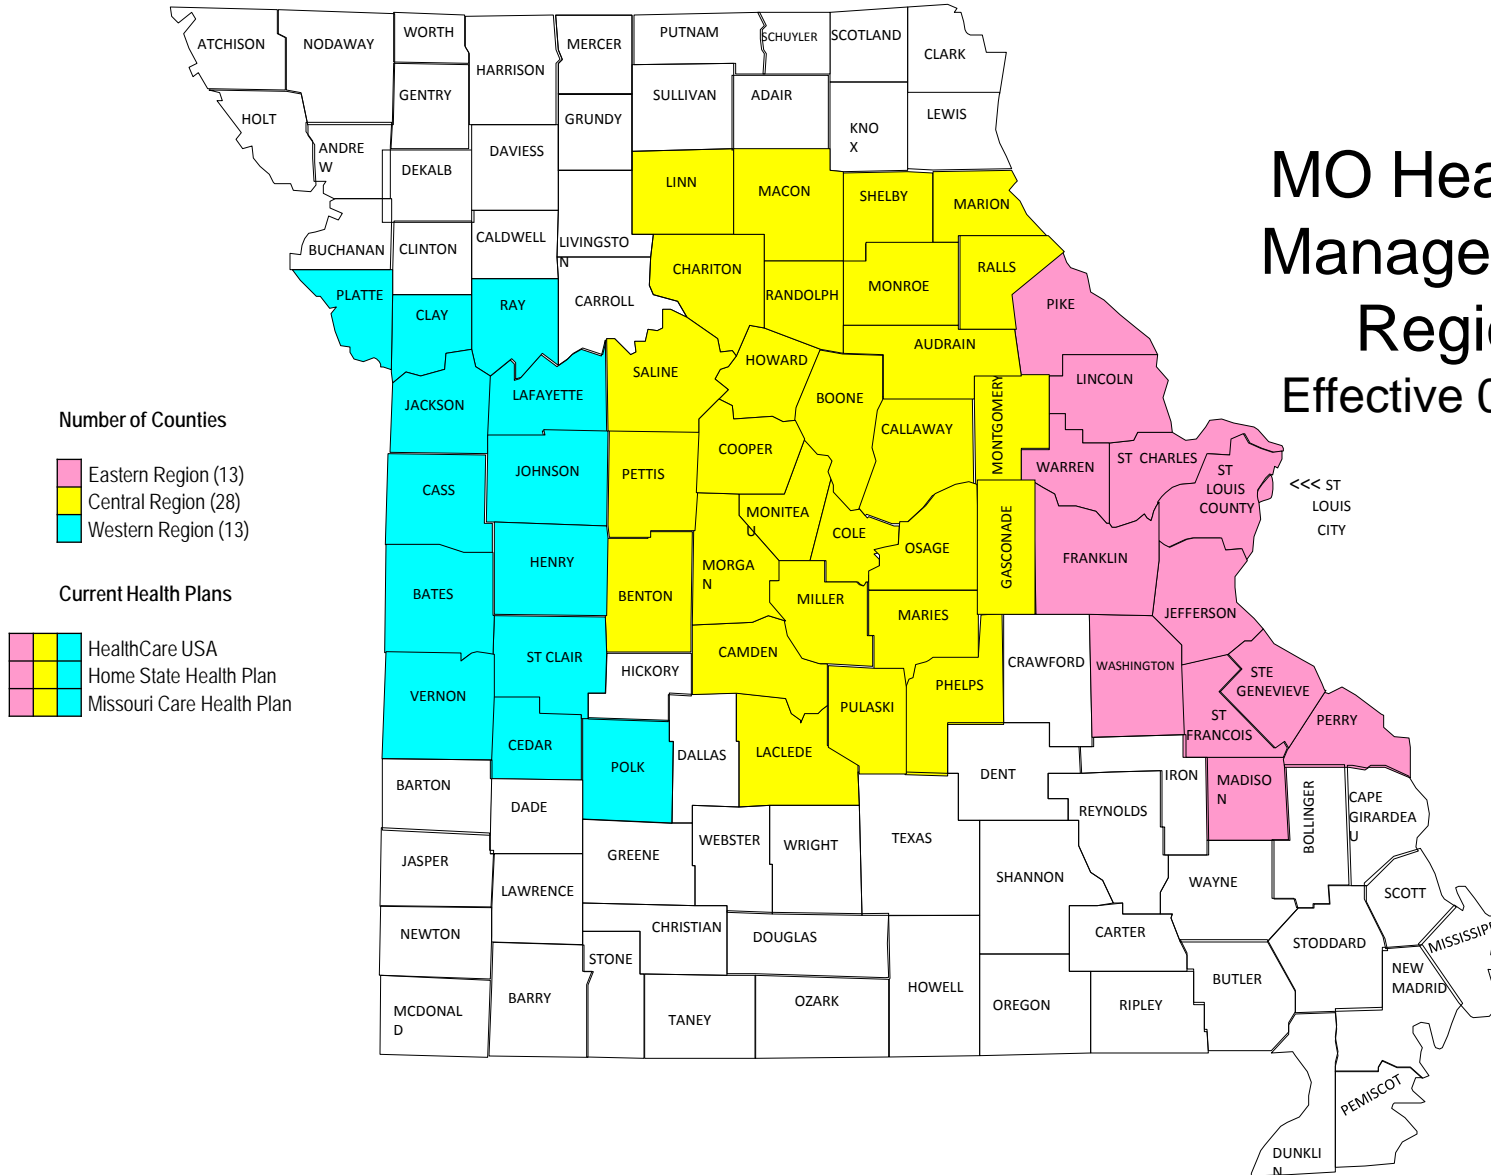 ATCHISON
NODAWAY
WORTH
HARRISON
MERCER
PUTNAM
SCHUYLER
SCOTLAND
CLARK
GENTRY
SULLIVAN
ADAIR
HOLT
GRUNDY
KNO
X
LEWIS
ANDRE
W
DEKALB
DAVIESS
LINN
MACON
SHELBY
MARION
BUCHANAN
CLINTON
CALDWELL
LIVINGSTO
N
CHARITON
RANDOLPH
MONROE
RALLS
PLATTE
CLAY
RAY
CARROLL
PIKE
AUDRAIN
HOWARD
SALINE
LINCOLN
JACKSON
LAFAYETTE
BOONE
CALLAWAY
MONTGOMERY
COOPER
WARREN
ST CHARLES
ST
LOUIS
COUNTY
<<< ST
LOUIS
CITY
CASS
JOHNSON
PETTIS
MONITEA
U
COLE
OSAGE
GASCONADE
FRANKLIN
HENRY
BATES
BENTON
MORGA
N
MILLER
MARIES
JEFFERSON
ST CLAIR
HICKORY
CAMDEN
CRAWFORD
WASHINGTON
STE
GENEVIEVE
VERNON
PULASKI
PHELPS
ST
FRANCOIS
PERRY
CEDAR
POLK
DALLAS
LACLEDE
DENT
IRON
MADISO
N
BARTON
DADE
REYNOLDS
BOLLINGER
CAPE
GIRARDEA
U
JASPER
GREENE
WEBSTER
WRIGHT
TEXAS
LAWRENCE
SHANNON
WAYNE
SCOTT
NEWTON
CHRISTIAN
DOUGLAS
CARTER
STODDARD
MISSISSIP
STONE
BUTLER
NEW
MADRID
MCDONAL
D
BARRY
TANEY
OZARK
HOWELL
OREGON
RIPLEY
PEMISCOT
DUNKLI
N
MO Hea
Manage
Regi
Effective 0
Number of Counties
Eastern Region (13)
Central Region (28)
Western Region (13)
Current Health Plans
HealthCare USA
Home State Health Plan
Missouri Care Health Plan